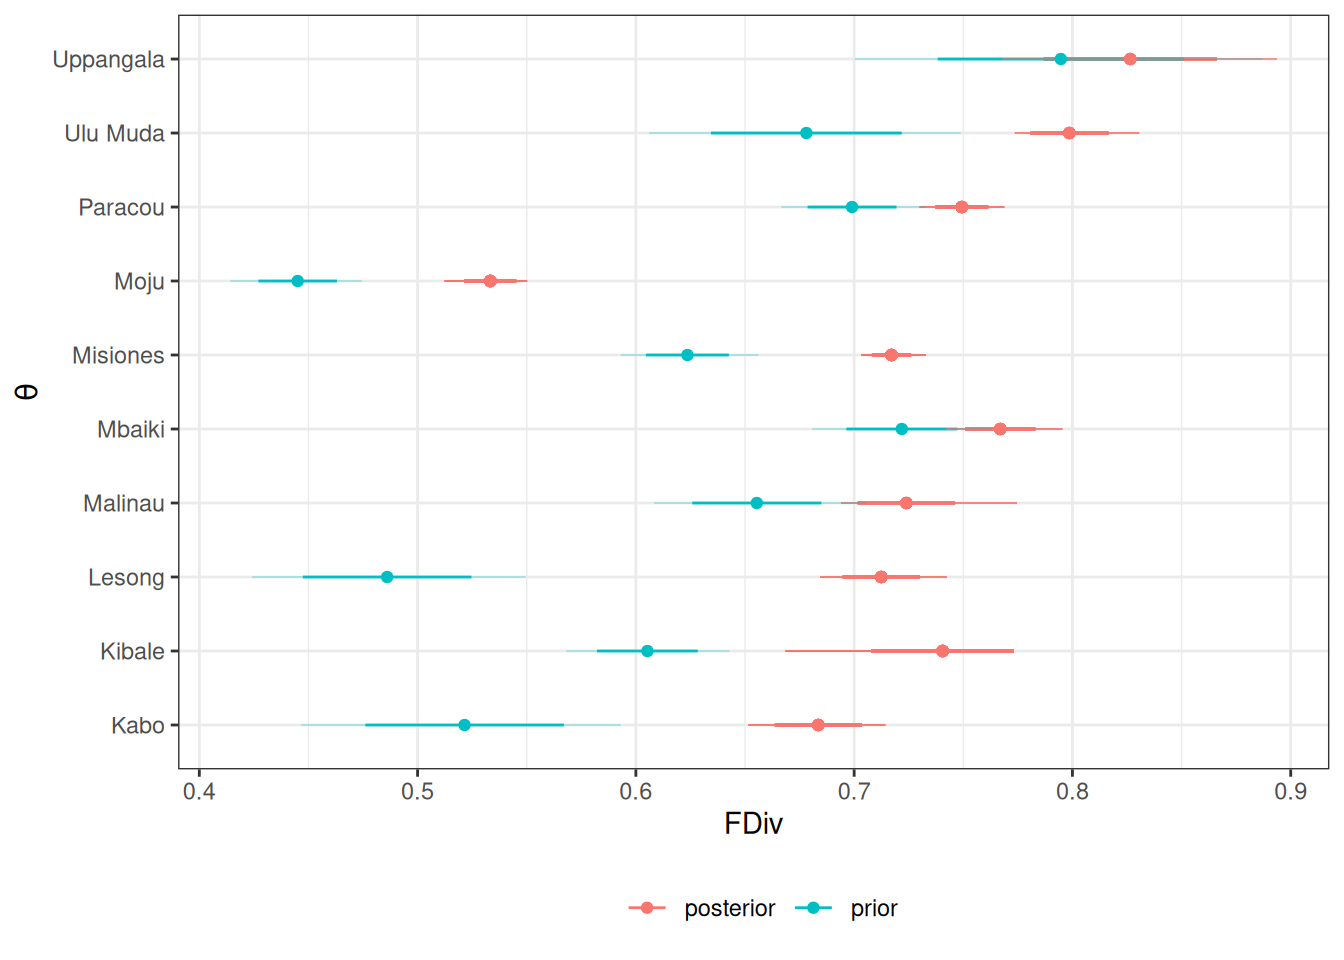 Uppangala
Ulu Muda
Paracou
Moju
Misiones
θ
Mbaiki
Malinau
Lesong
Kibale
Kabo
0.4 0.5 0.6 0.7 0.8 0.9
FDiv
posterior prior